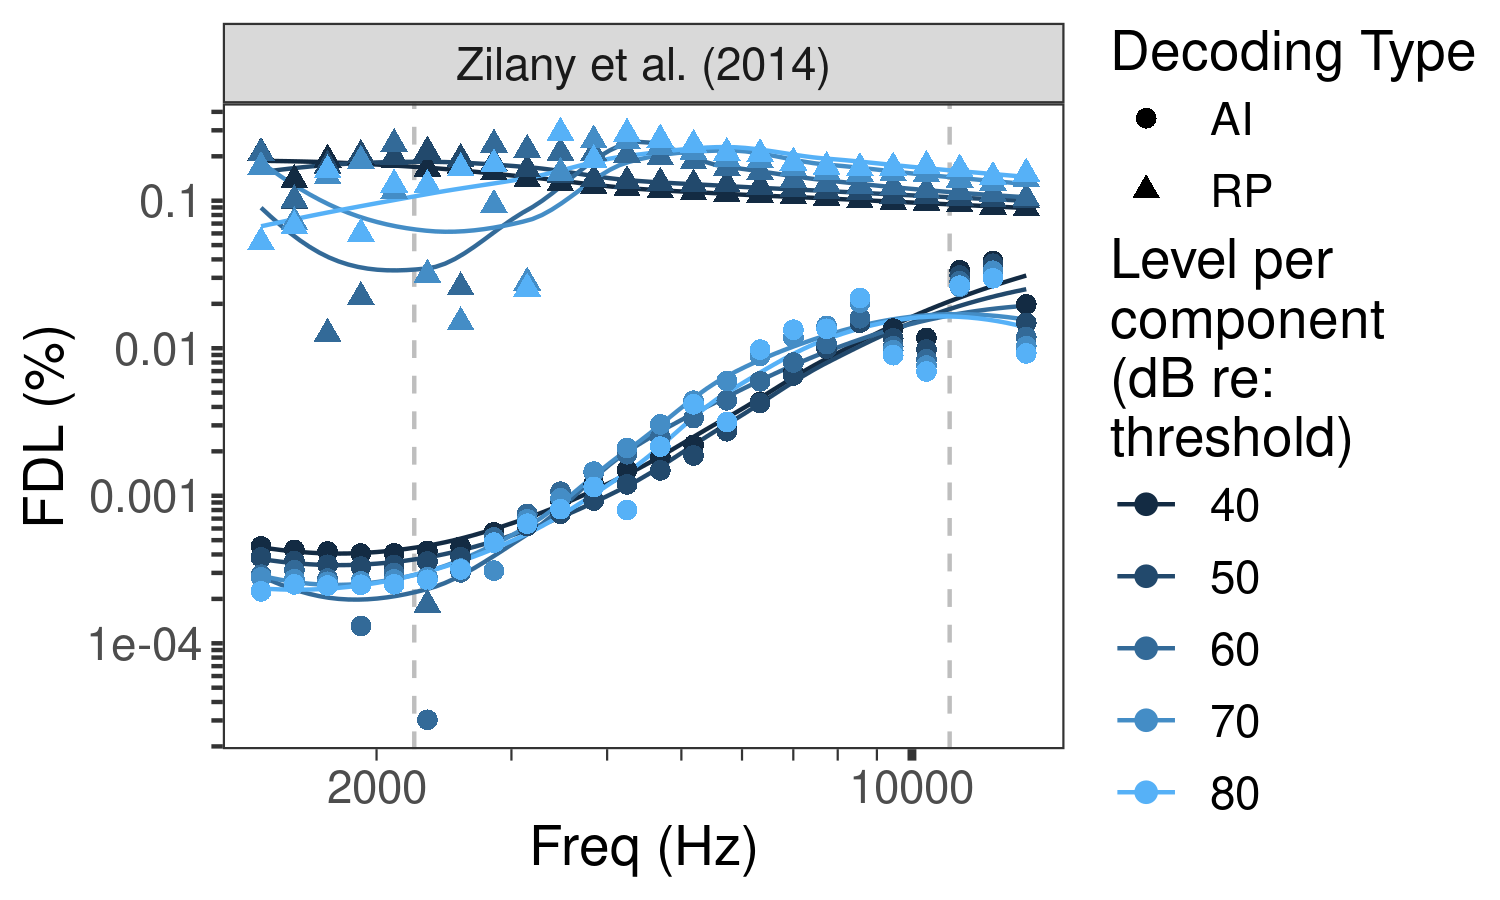 Zilany et al. (2014)
FDL (%)
0.1
0.01
0.001
1e-04
2000
10000
Freq (Hz)
Decoding Type
AI
RP
Level per
component
(dB re:
threshold)
40
50
60
70
80